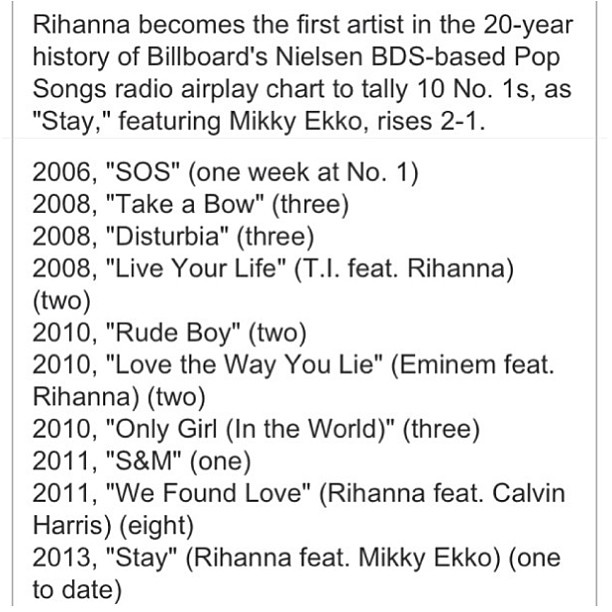 Rihanna becomes the first artist in the 20-year
history of Billboard's Nielsen BDS-based Pop
Songs radio airplay chart to tally 10 No. 1s, as
"Stay," featuring Mikky Ekko, rises 2-1.
2006, "SOS" (one week at No. 1)
2008, "Take a Bow" (three)
2008, "Disturbia" (three)
2008, "Live Your Life" (T.I. feat. Rihanna)
(two)
2010, "Rude Boy" (two)
2010, "Love the Way You Lie" (Eminem feat.
Rihanna) (two)
2010, "Only Girl (In the World)" (three)
2011, "S&M" (one)
2011, "We Found Love" (Rihanna feat. Calvin
Harris) (eight)
2013, "Stay" (Rihanna feat. Mikky Ekko) (one
to date)